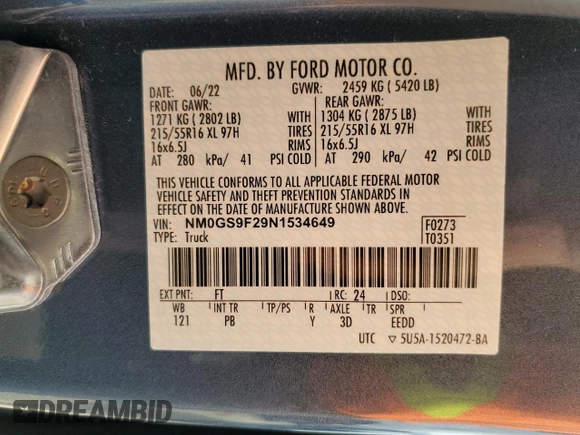 MFD. BY FORD MOTOR CO.
DATE: 06/22 GVWR: 2459 KG ( 5420 LB)
FRONT GAWR: REAR GAWR:
1271 KG ( 2802 LB) 1304 KG ( 2875 LB)
215/55R16 XL 97H TIRES 215/55R16 XL 97H TIRES
16x6.5J RIMS 16x6.5J RIMS
AT 280 kPa/ 41 PSI COLD AT 290 kPa/ 42 PSI COLD
THIS VEHICLE CONFORMS TO ALL APPLICABLE FEDERAL MOTOR
VEHICLE SAFETY AND THEFT PREVENTION STANDARDS IN
EFFECT ON THE DATE OF MANUFACTURE SHOWN ABOVE.
VIN: NM0GS9F29N1534649 F0273
TYPE: Truck T0351
EXT PNT: FT RC: 24 DSO:
WB INT TR TP/PS R AXLE TR SPR
121 PB Y 3D EEDD
UTC ▽ 5U5A-1520472-BA
DREAMBID